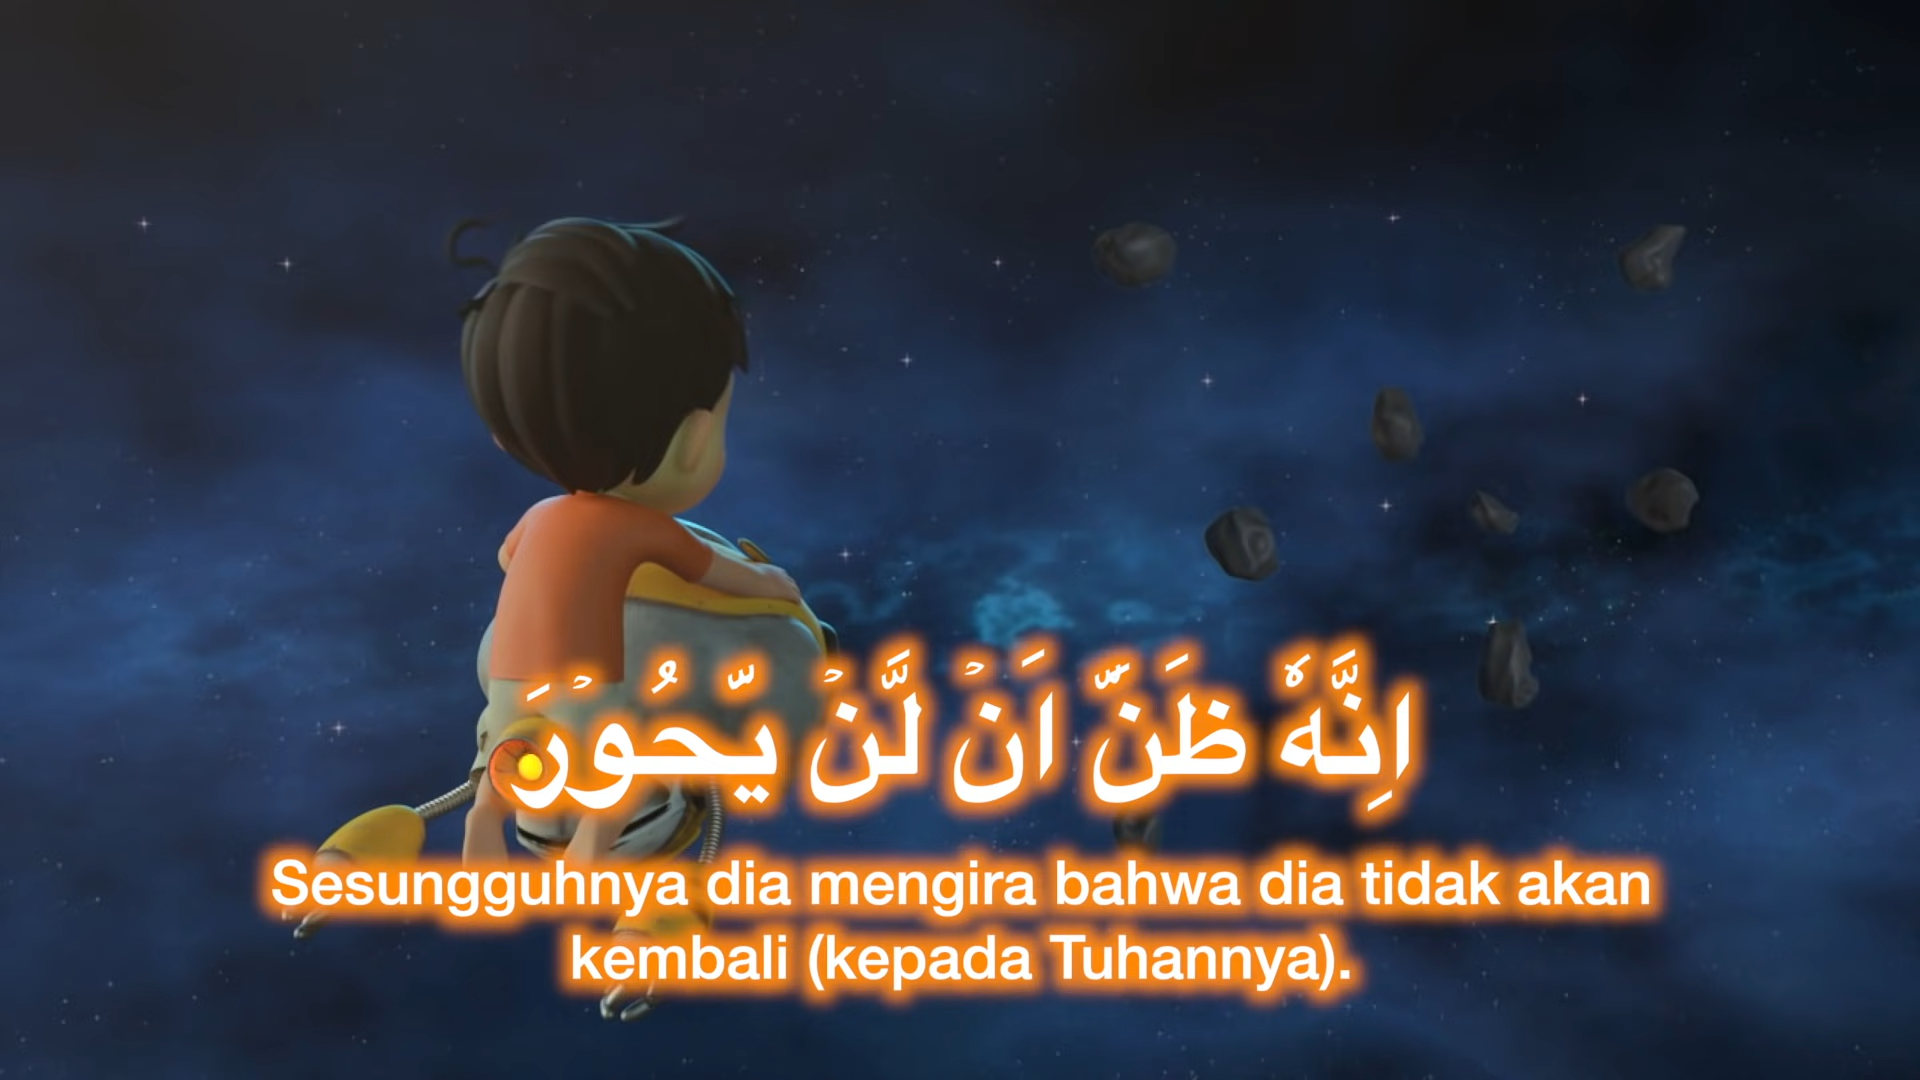 اِنَّهٗ ظَنَّ اَنْ لَّنْ يَّحُوْرَ
Sesungguhnya dia mengira bahwa dia tidak akan
kembali (kepada Tuhannya).